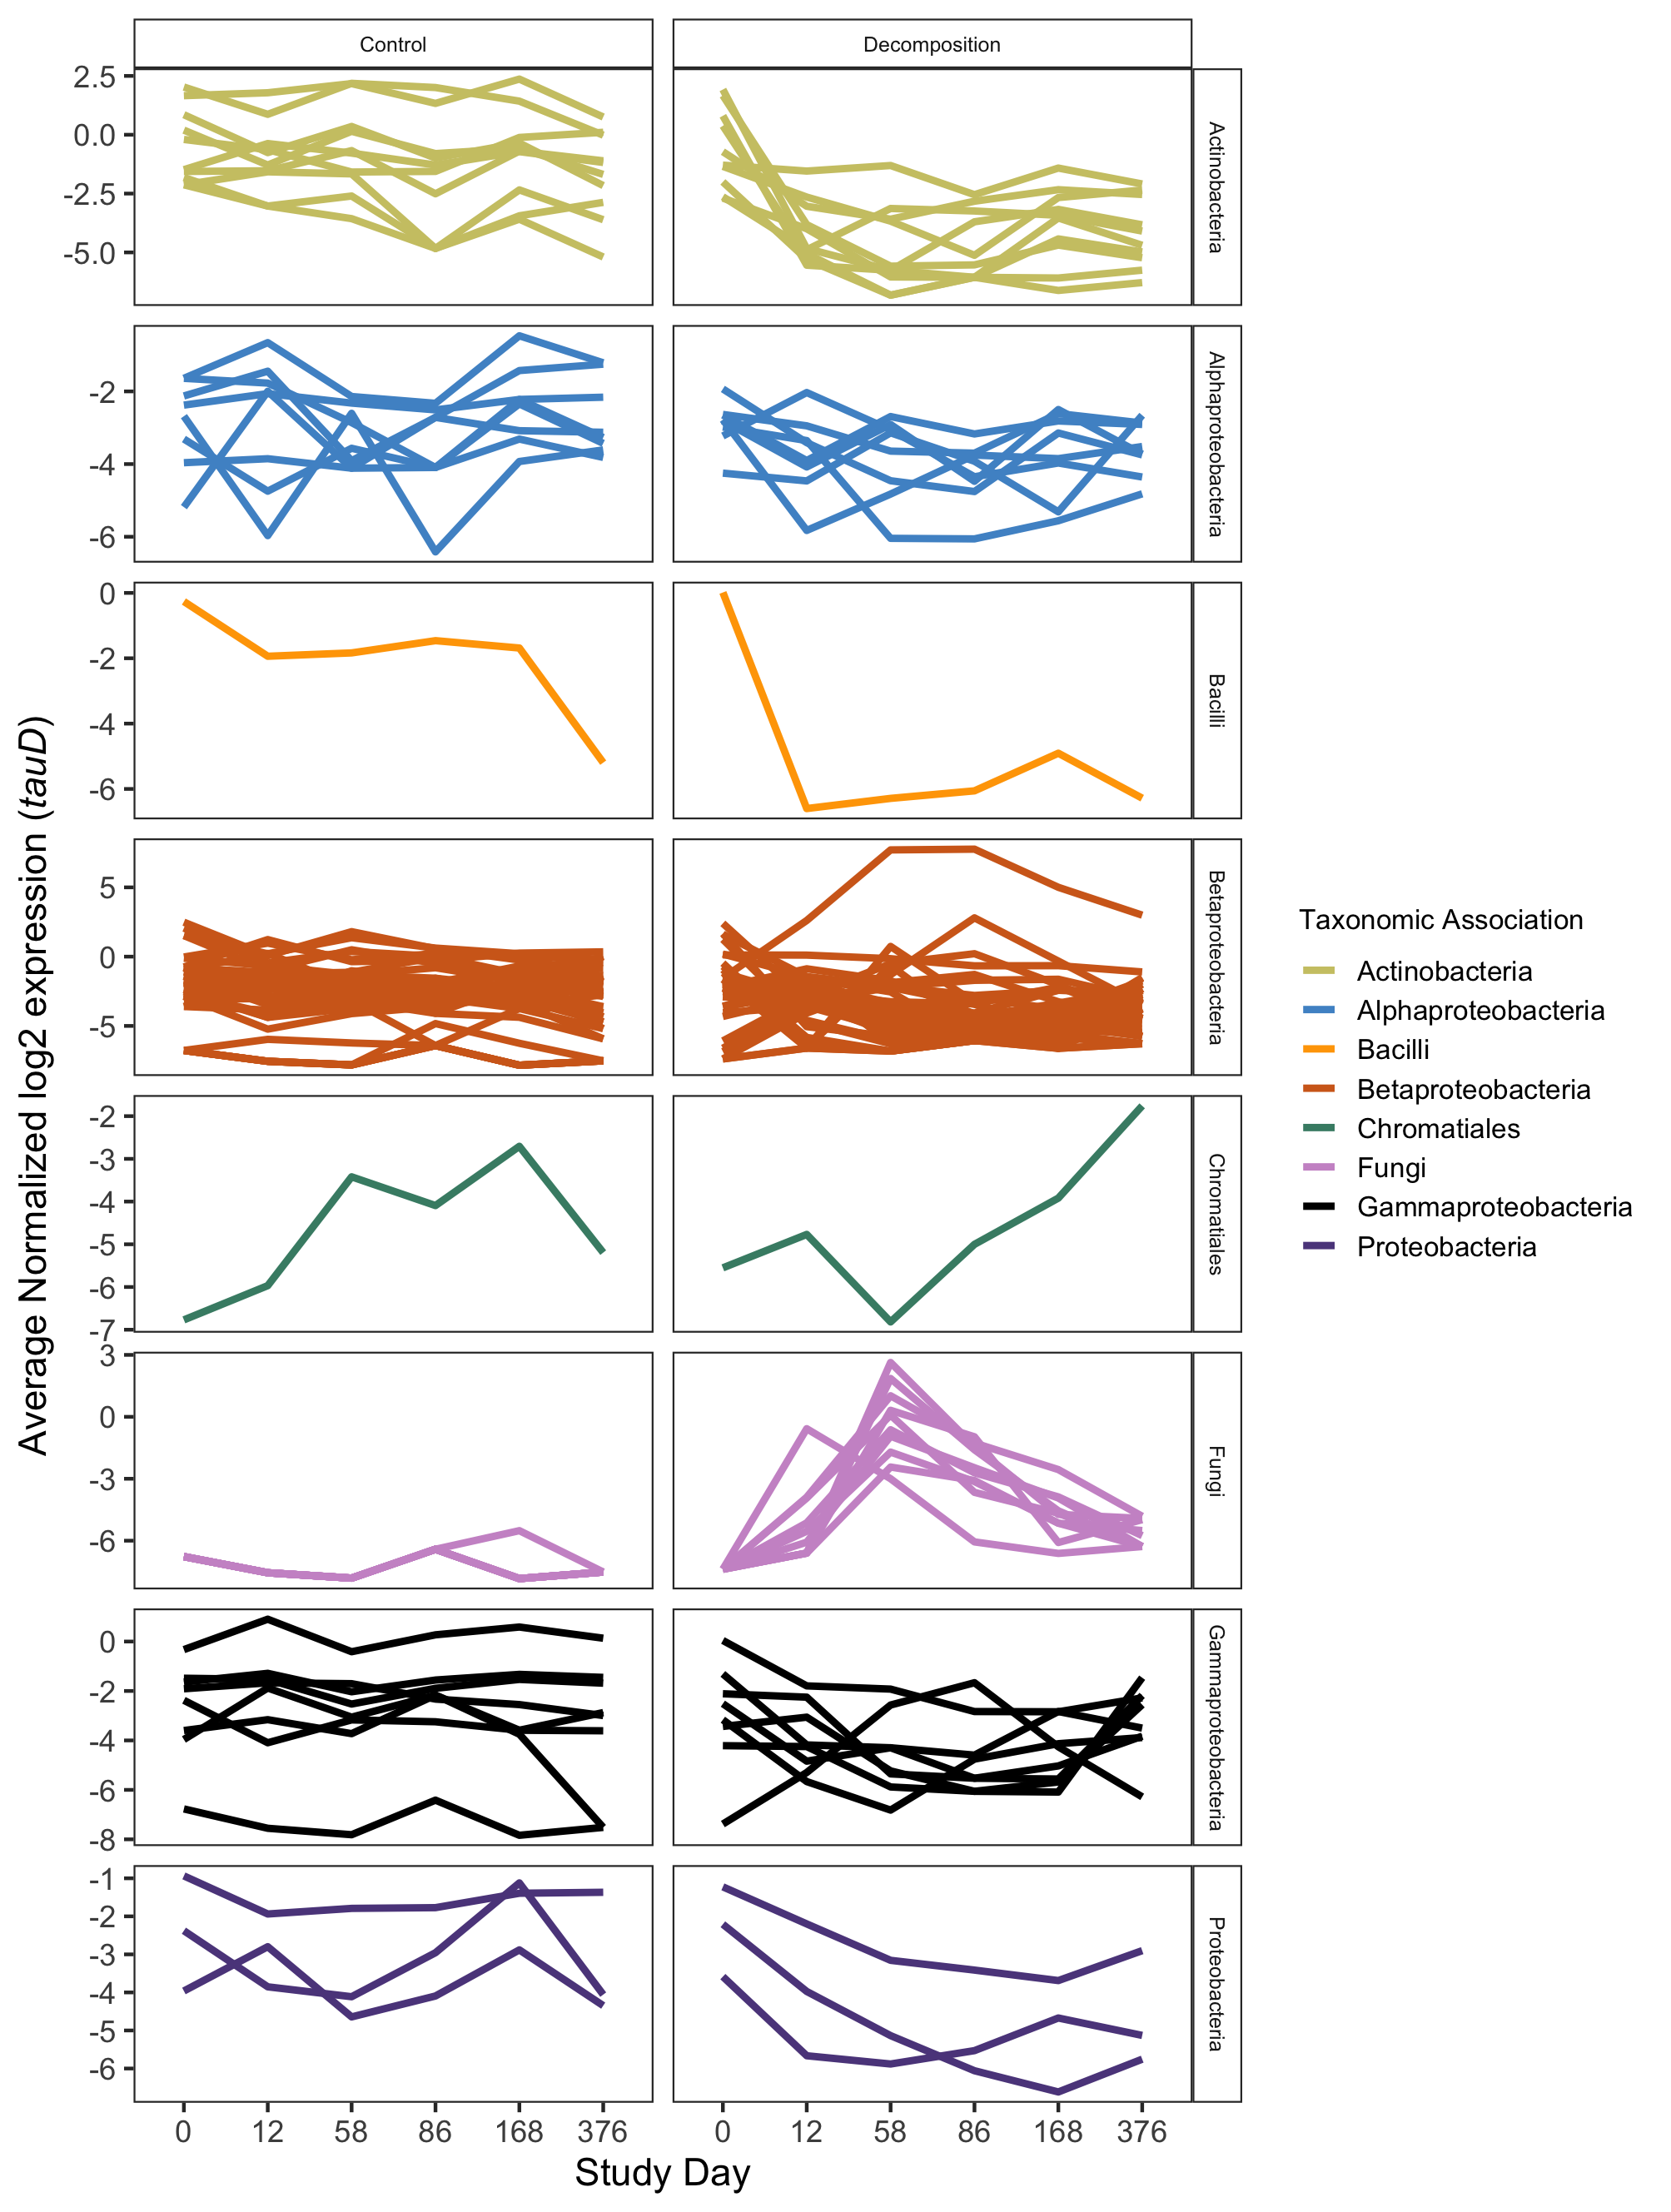 Control
Decomposition
2.5
0.0
-2.5
-5.0
Actinobacteria
-2
-4
-6
Alphaproteobacteria
0
-2
-4
-6
Bacilli
5
0
-5
Betaproteobacteria
-2
-3
-4
-5
-6
-7
Chromatiales
3
0
-3
-6
Fungi
0
-2
-4
-6
-8
Gammaproteobacteria
-1
-2
-3
-4
-5
-6
Proteobacteria
0 12 58 86 168 376
0 12 58 86 168 376
Study Day
Average Normalized log2 expression (tauD)
Taxonomic Association
Actinobacteria
Alphaproteobacteria
Bacilli
Betaproteobacteria
Chromatiales
Fungi
Gammaproteobacteria
Proteobacteria